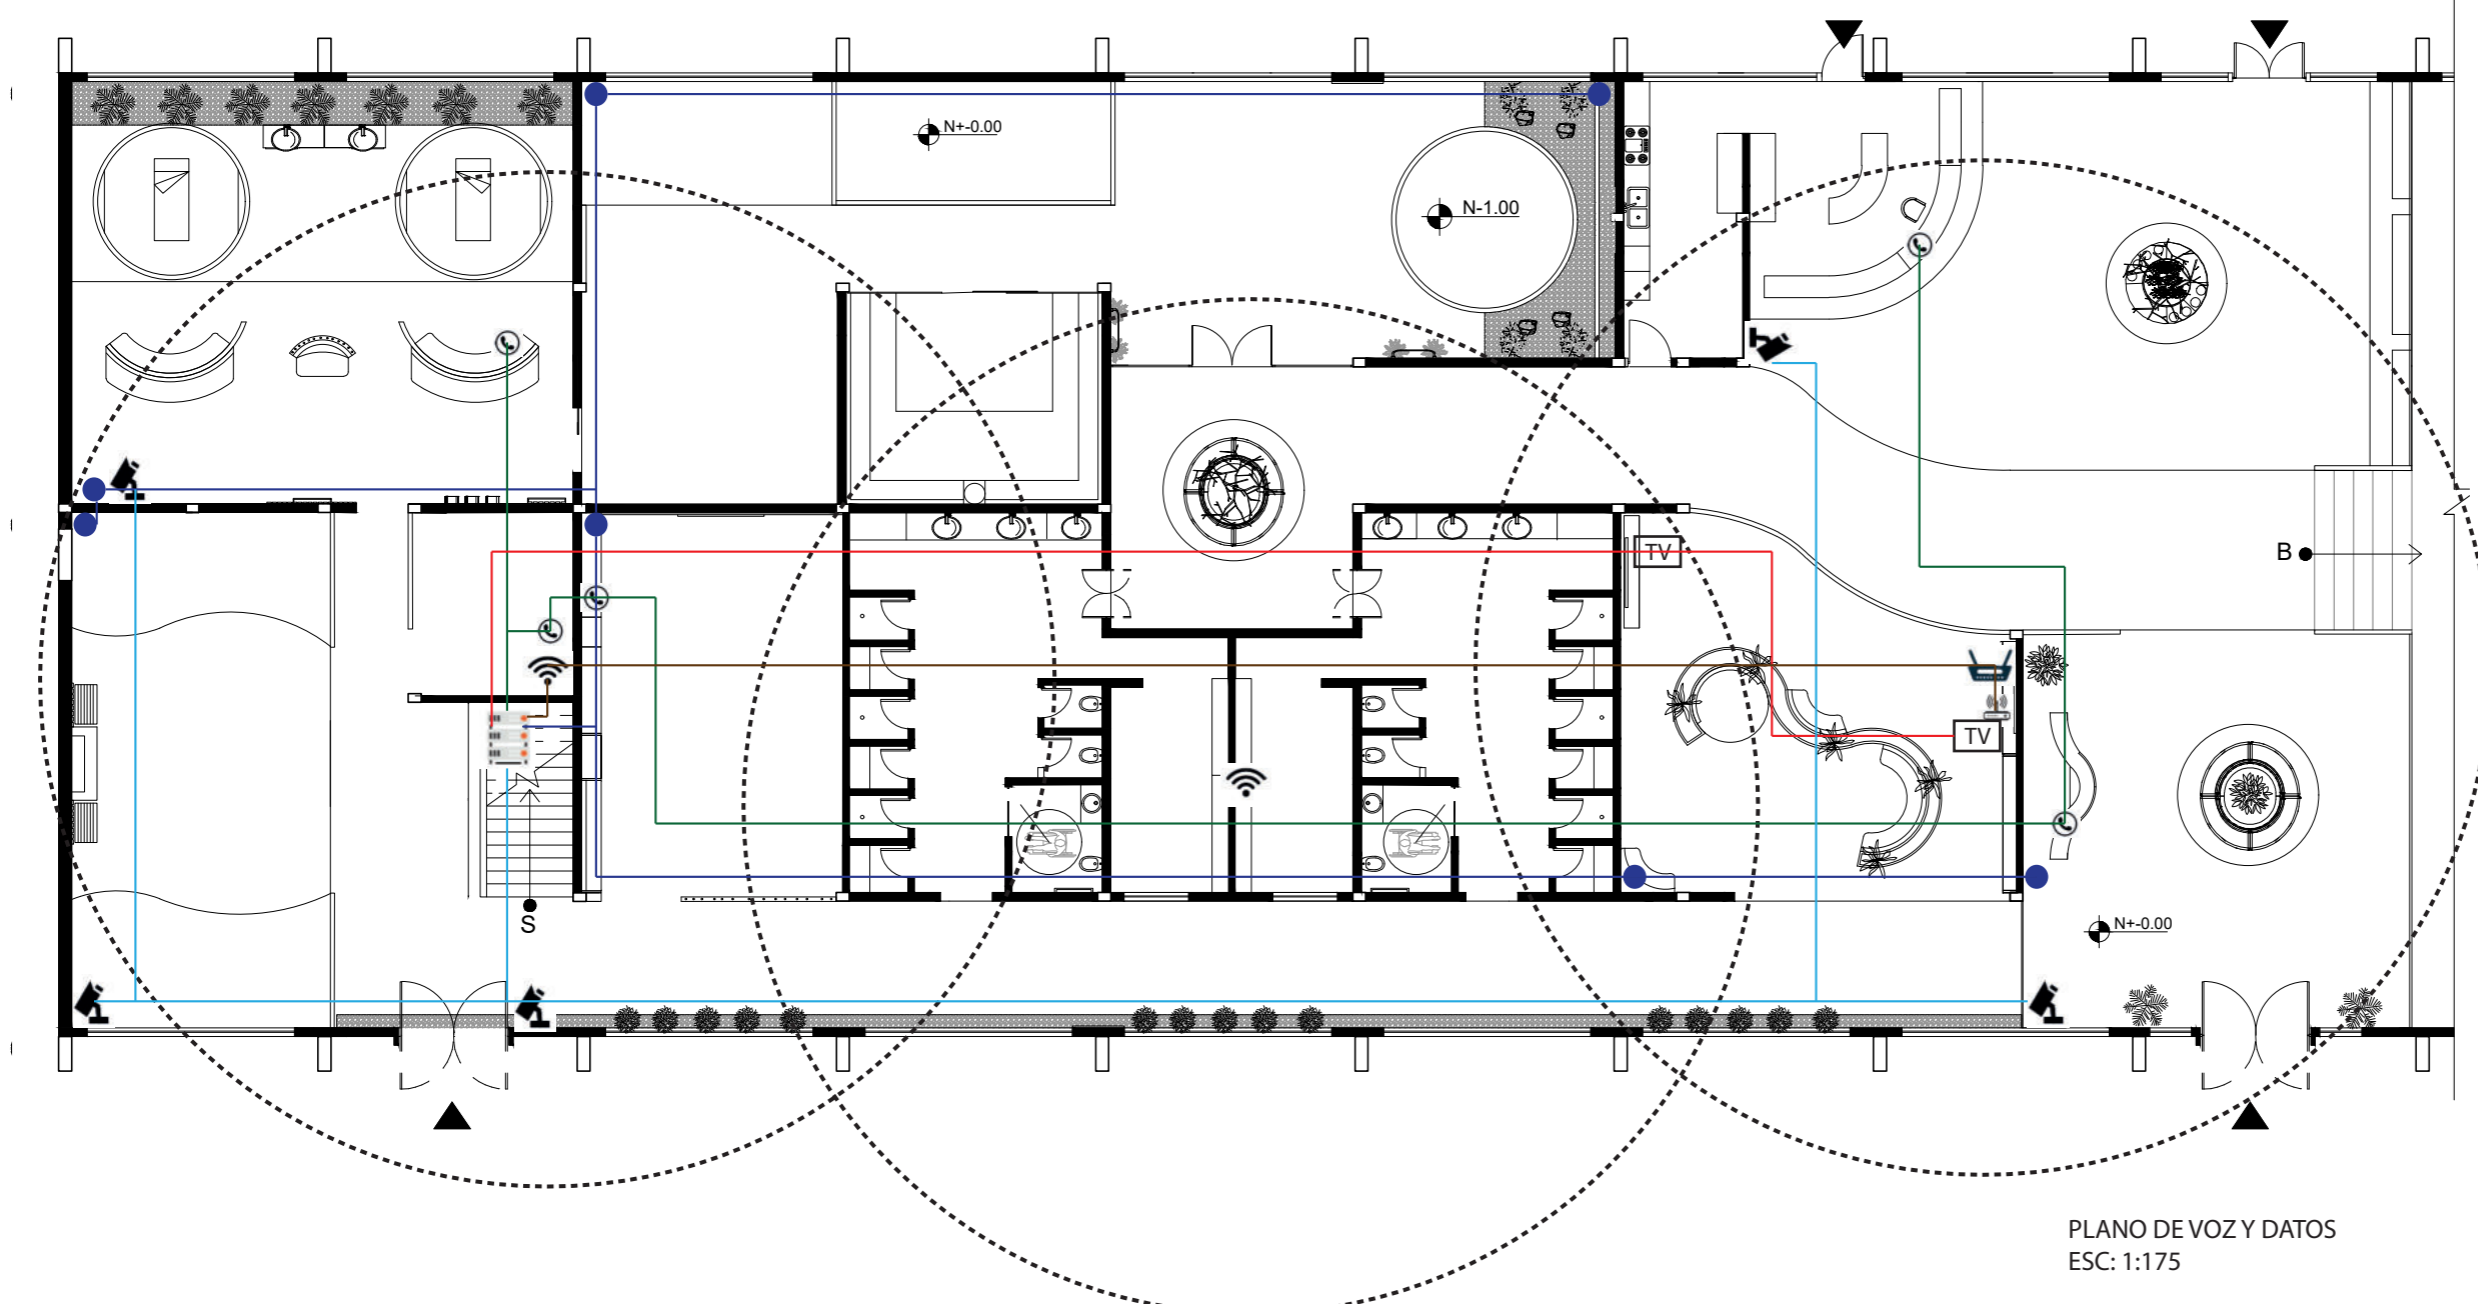 N+-0.00
N-1.00
B
TV
TV
S
N+-0.00
PLANO DE VOZ Y DATOS
ESC: 1:175